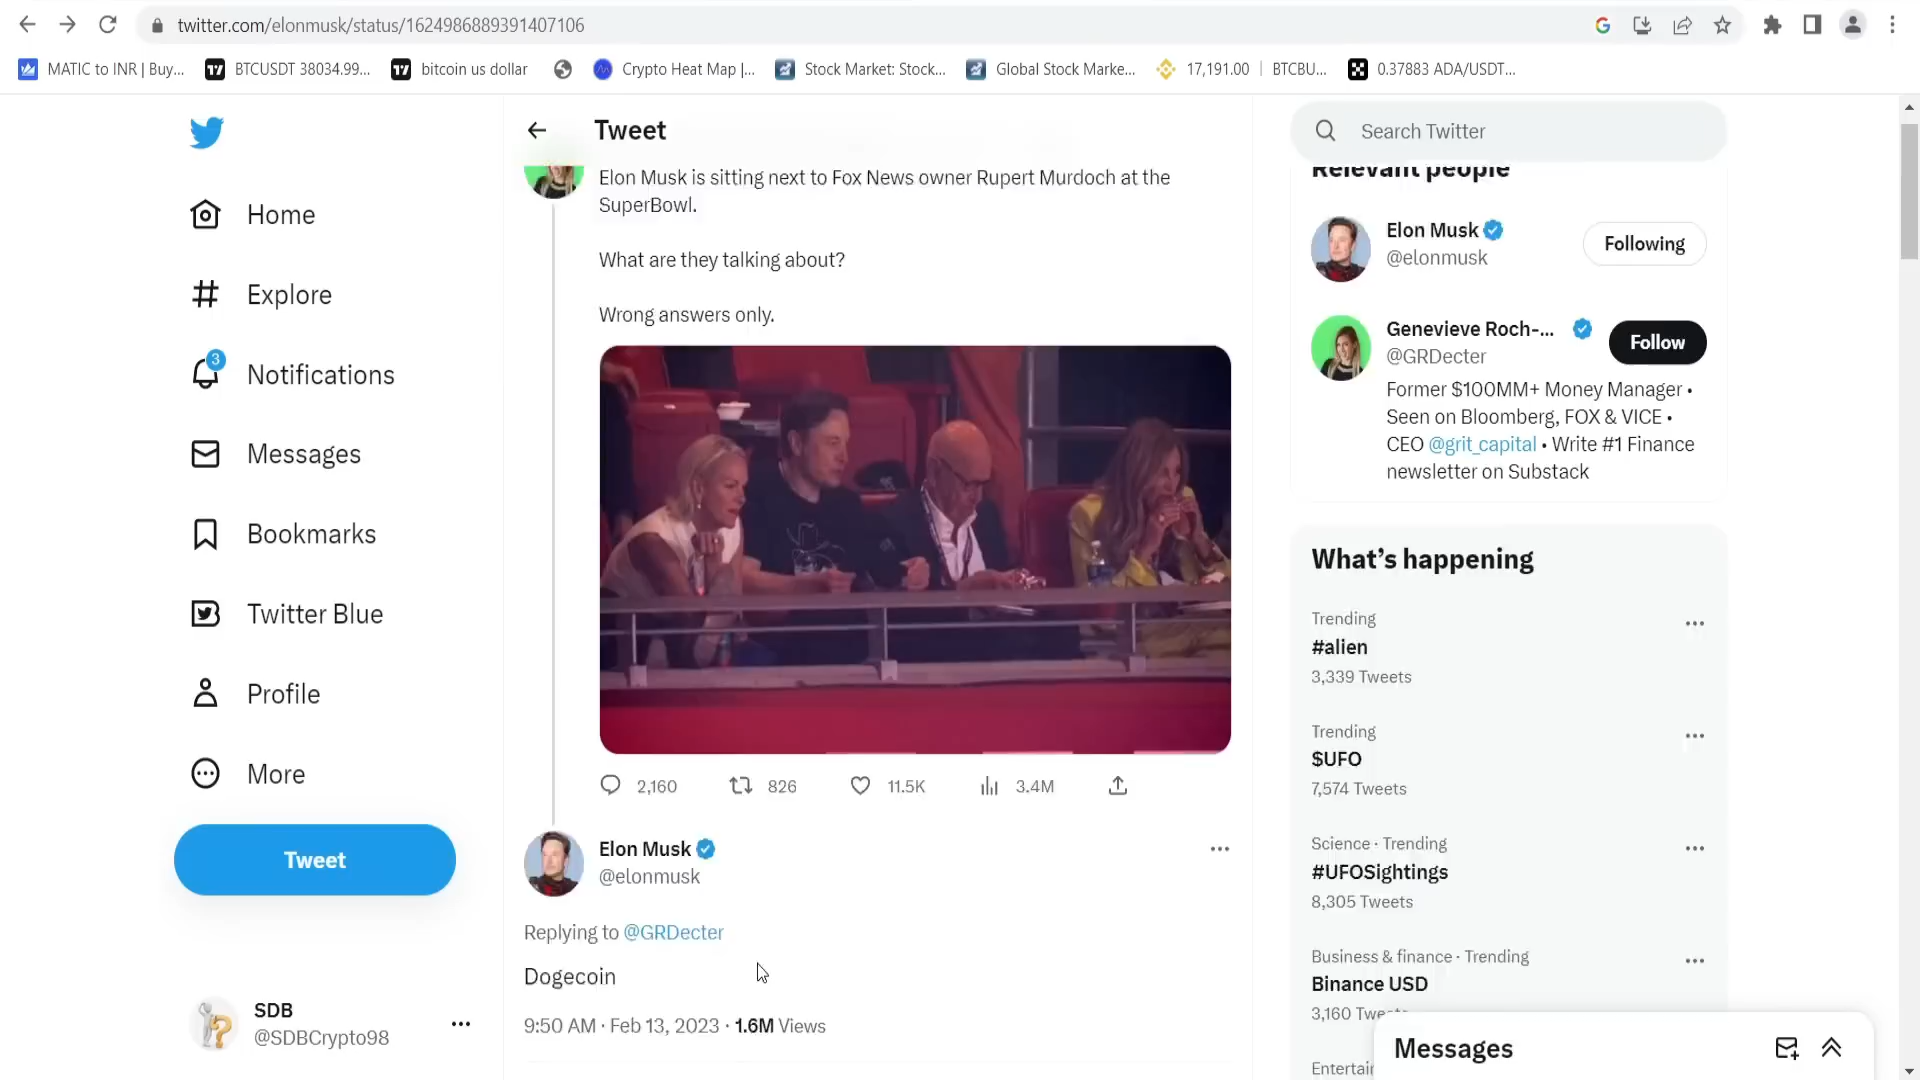 twitter.com/elonmusk/status/1624986889391407106
MATIC to INR | Buy...
BTCUSDT 38034.99...
bitcoin us dollar
Crypto Heat Map |...
Stock Market: Stock...
Global Stock Marke...
17,191.00 | BTCBU...
0.37883 ADA/USDT...
Home
Explore
3
Notifications
Messages
Bookmarks
Twitter Blue
Profile
More
Tweet
SDB
@SDBCrypto98
Tweet
Elon Musk is sitting next to Fox News owner Rupert Murdoch at the
SuperBowl.
What are they talking about?
Wrong answers only.
2,160
826
11.5K
3.4M
Elon Musk
@elonmusk
Replying to @GRDecter
Dogecoin
9:50 AM · Feb 13, 2023 · 1.6M Views
Search Twitter
Relevant people
Elon Musk
@elonmusk
Following
Genevieve Roch-...
@GRDecter
Follow
Former $100MM+ Money Manager •
Seen on Bloomberg, FOX & VICE •
CEO @grit_capital • Write #1 Finance
newsletter on Substack
What's happening
Trending
#alien
3,339 Tweets
Trending
$UFO
7,574 Tweets
Science · Trending
#UFOSightings
8,305 Tweets
Business & finance · Trending
Binance USD
3,160
Messages